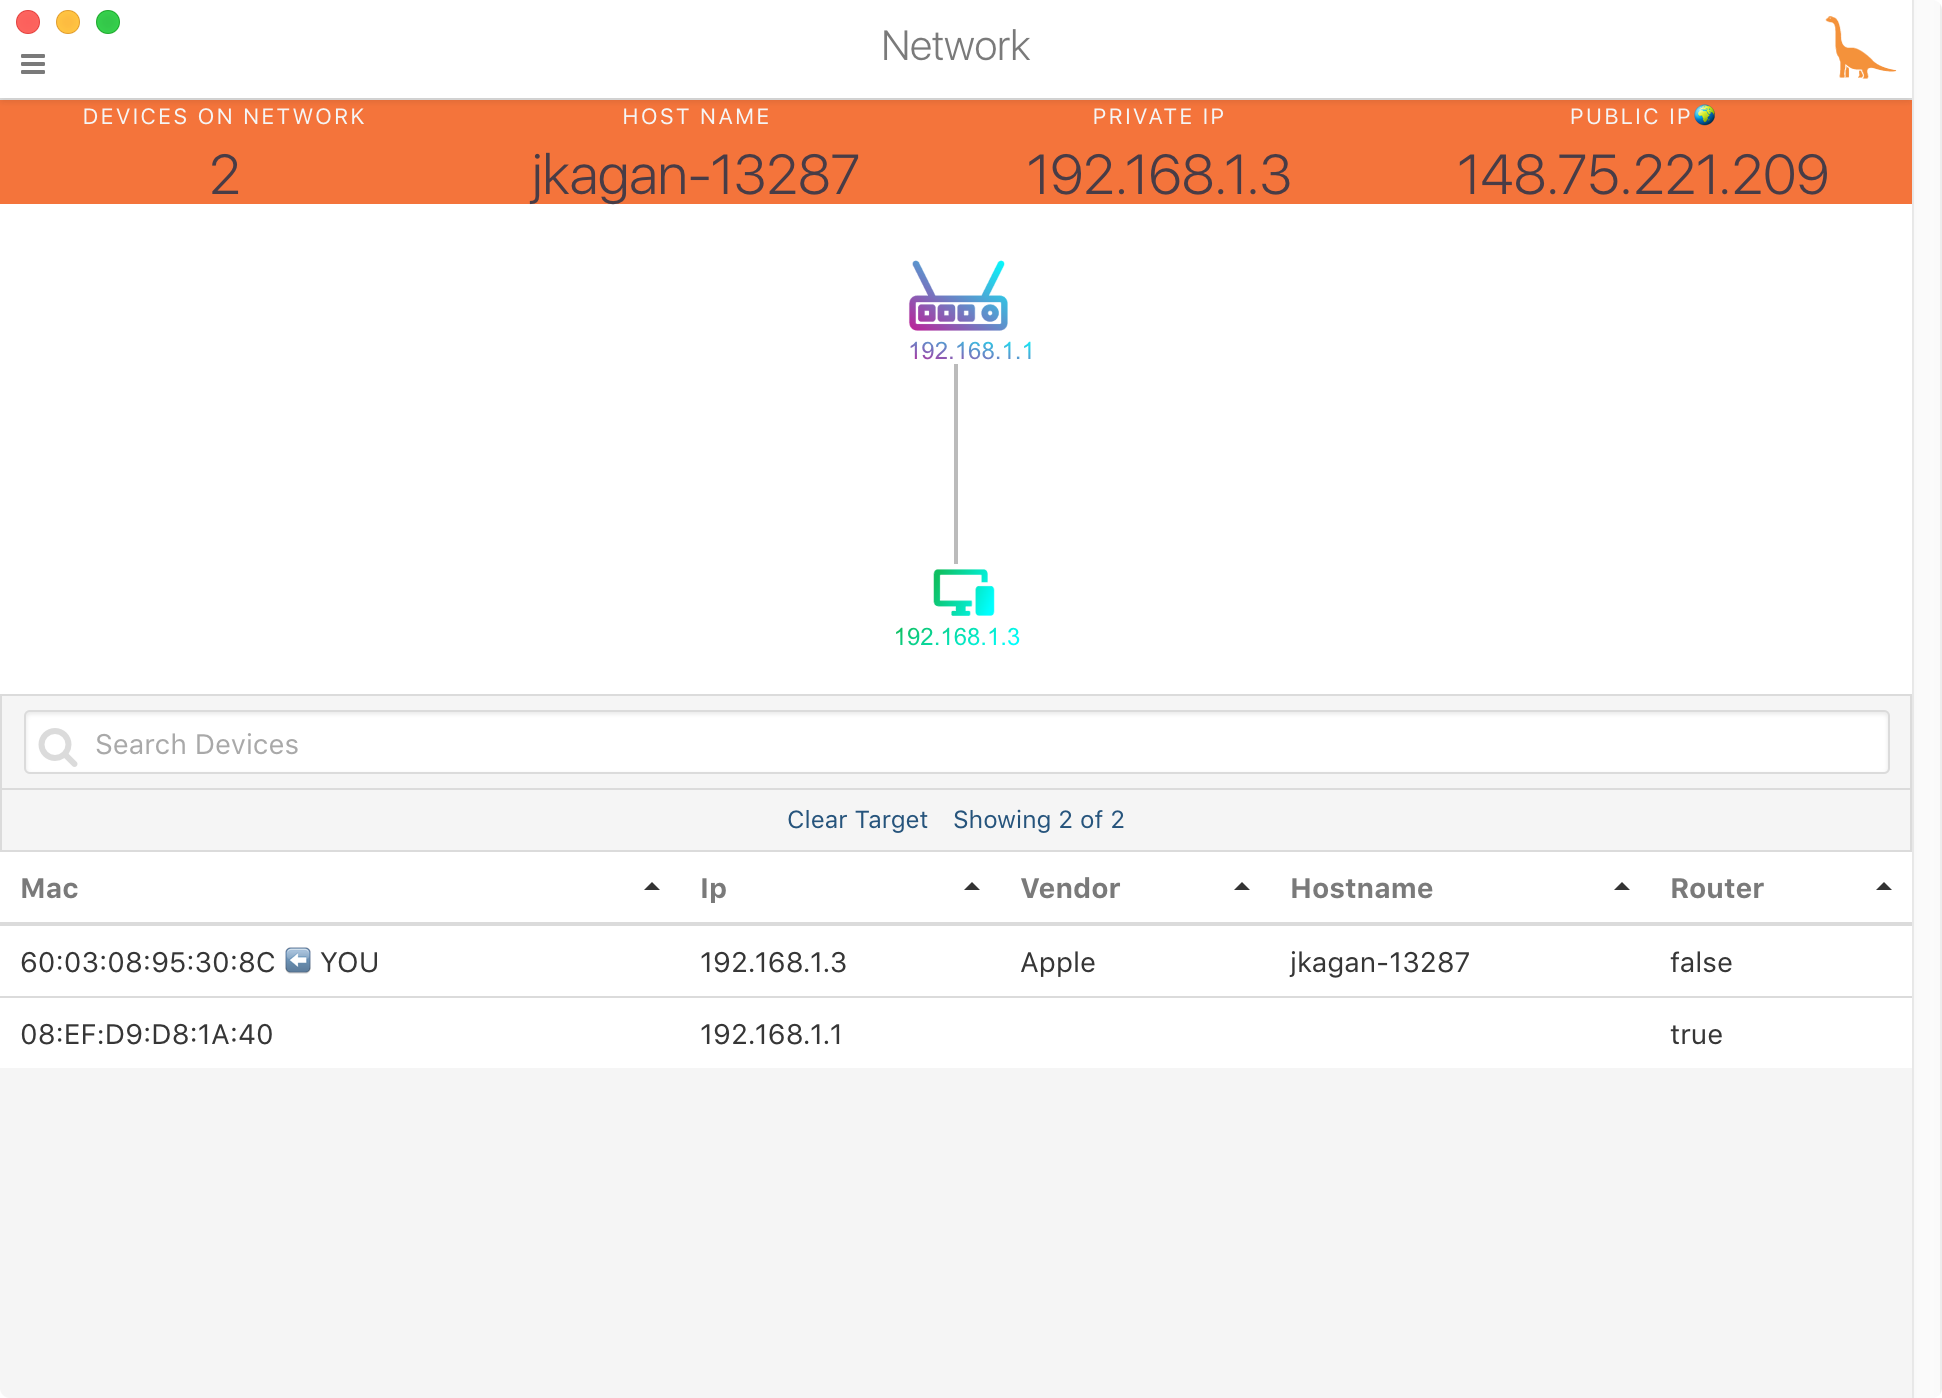 Network
DEVICES ON NETWORK HOST NAME PRIVATE IP PUBLIC IP🌍
2 jkagan-13287 192.168.1.3 148.75.221.209
192.168.1.1
192.168.1.3
Search Devices
Clear Target Showing 2 of 2
Mac Ip Vendor Hostname Router
60:03:08:95:30:8C ⬅️ YOU 192.168.1.3 Apple jkagan-13287 false
08:EF:D9:D8:1A:40 192.168.1.1 true